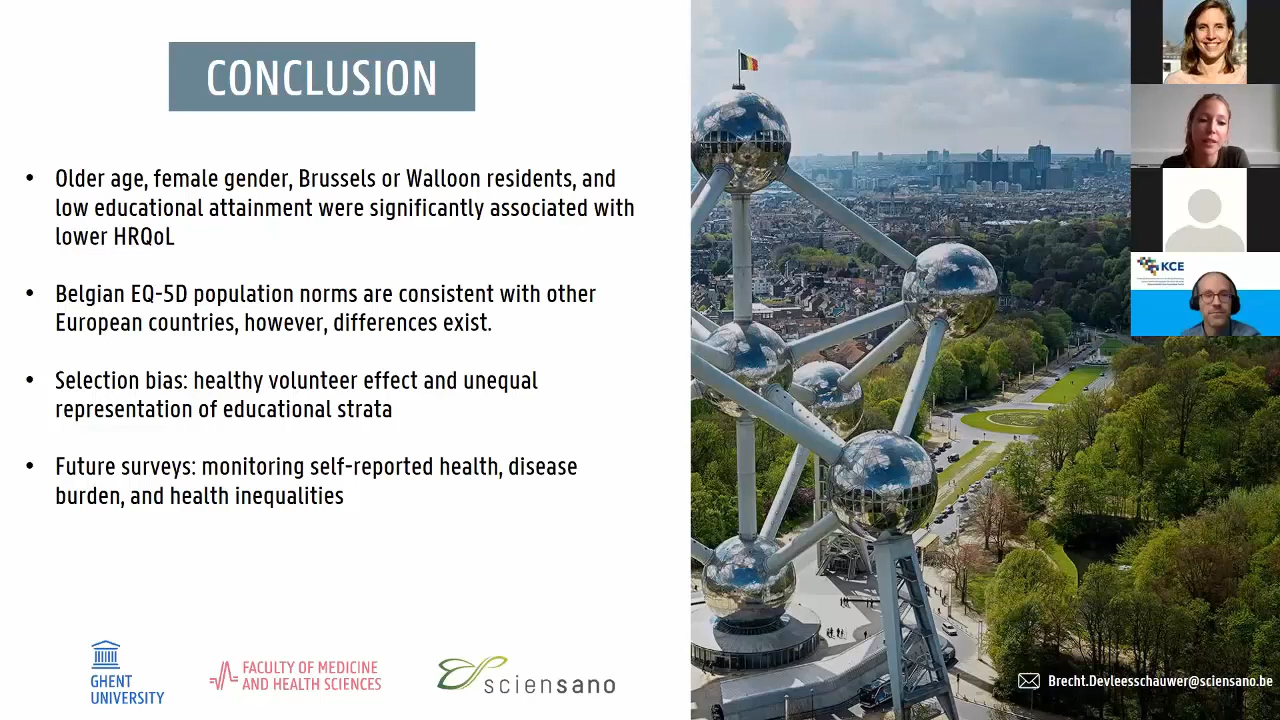 CONCLUSION
• Older age, female gender, Brussels or Walloon residents, and
low educational attainment were significantly associated with
lower HRQoL
• Belgian EQ-5D population norms are consistent with other
European countries, however, differences exist.
• Selection bias: healthy volunteer effect and unequal
representation of educational strata
• Future surveys: monitoring self-reported health, disease
burden, and health inequalities
GHENT
UNIVERSITY
FACULTY OF MEDICINE
AND HEALTH SCIENCES
sciensano
KCE
Brecht.Devleesschauwer@sciensano.be